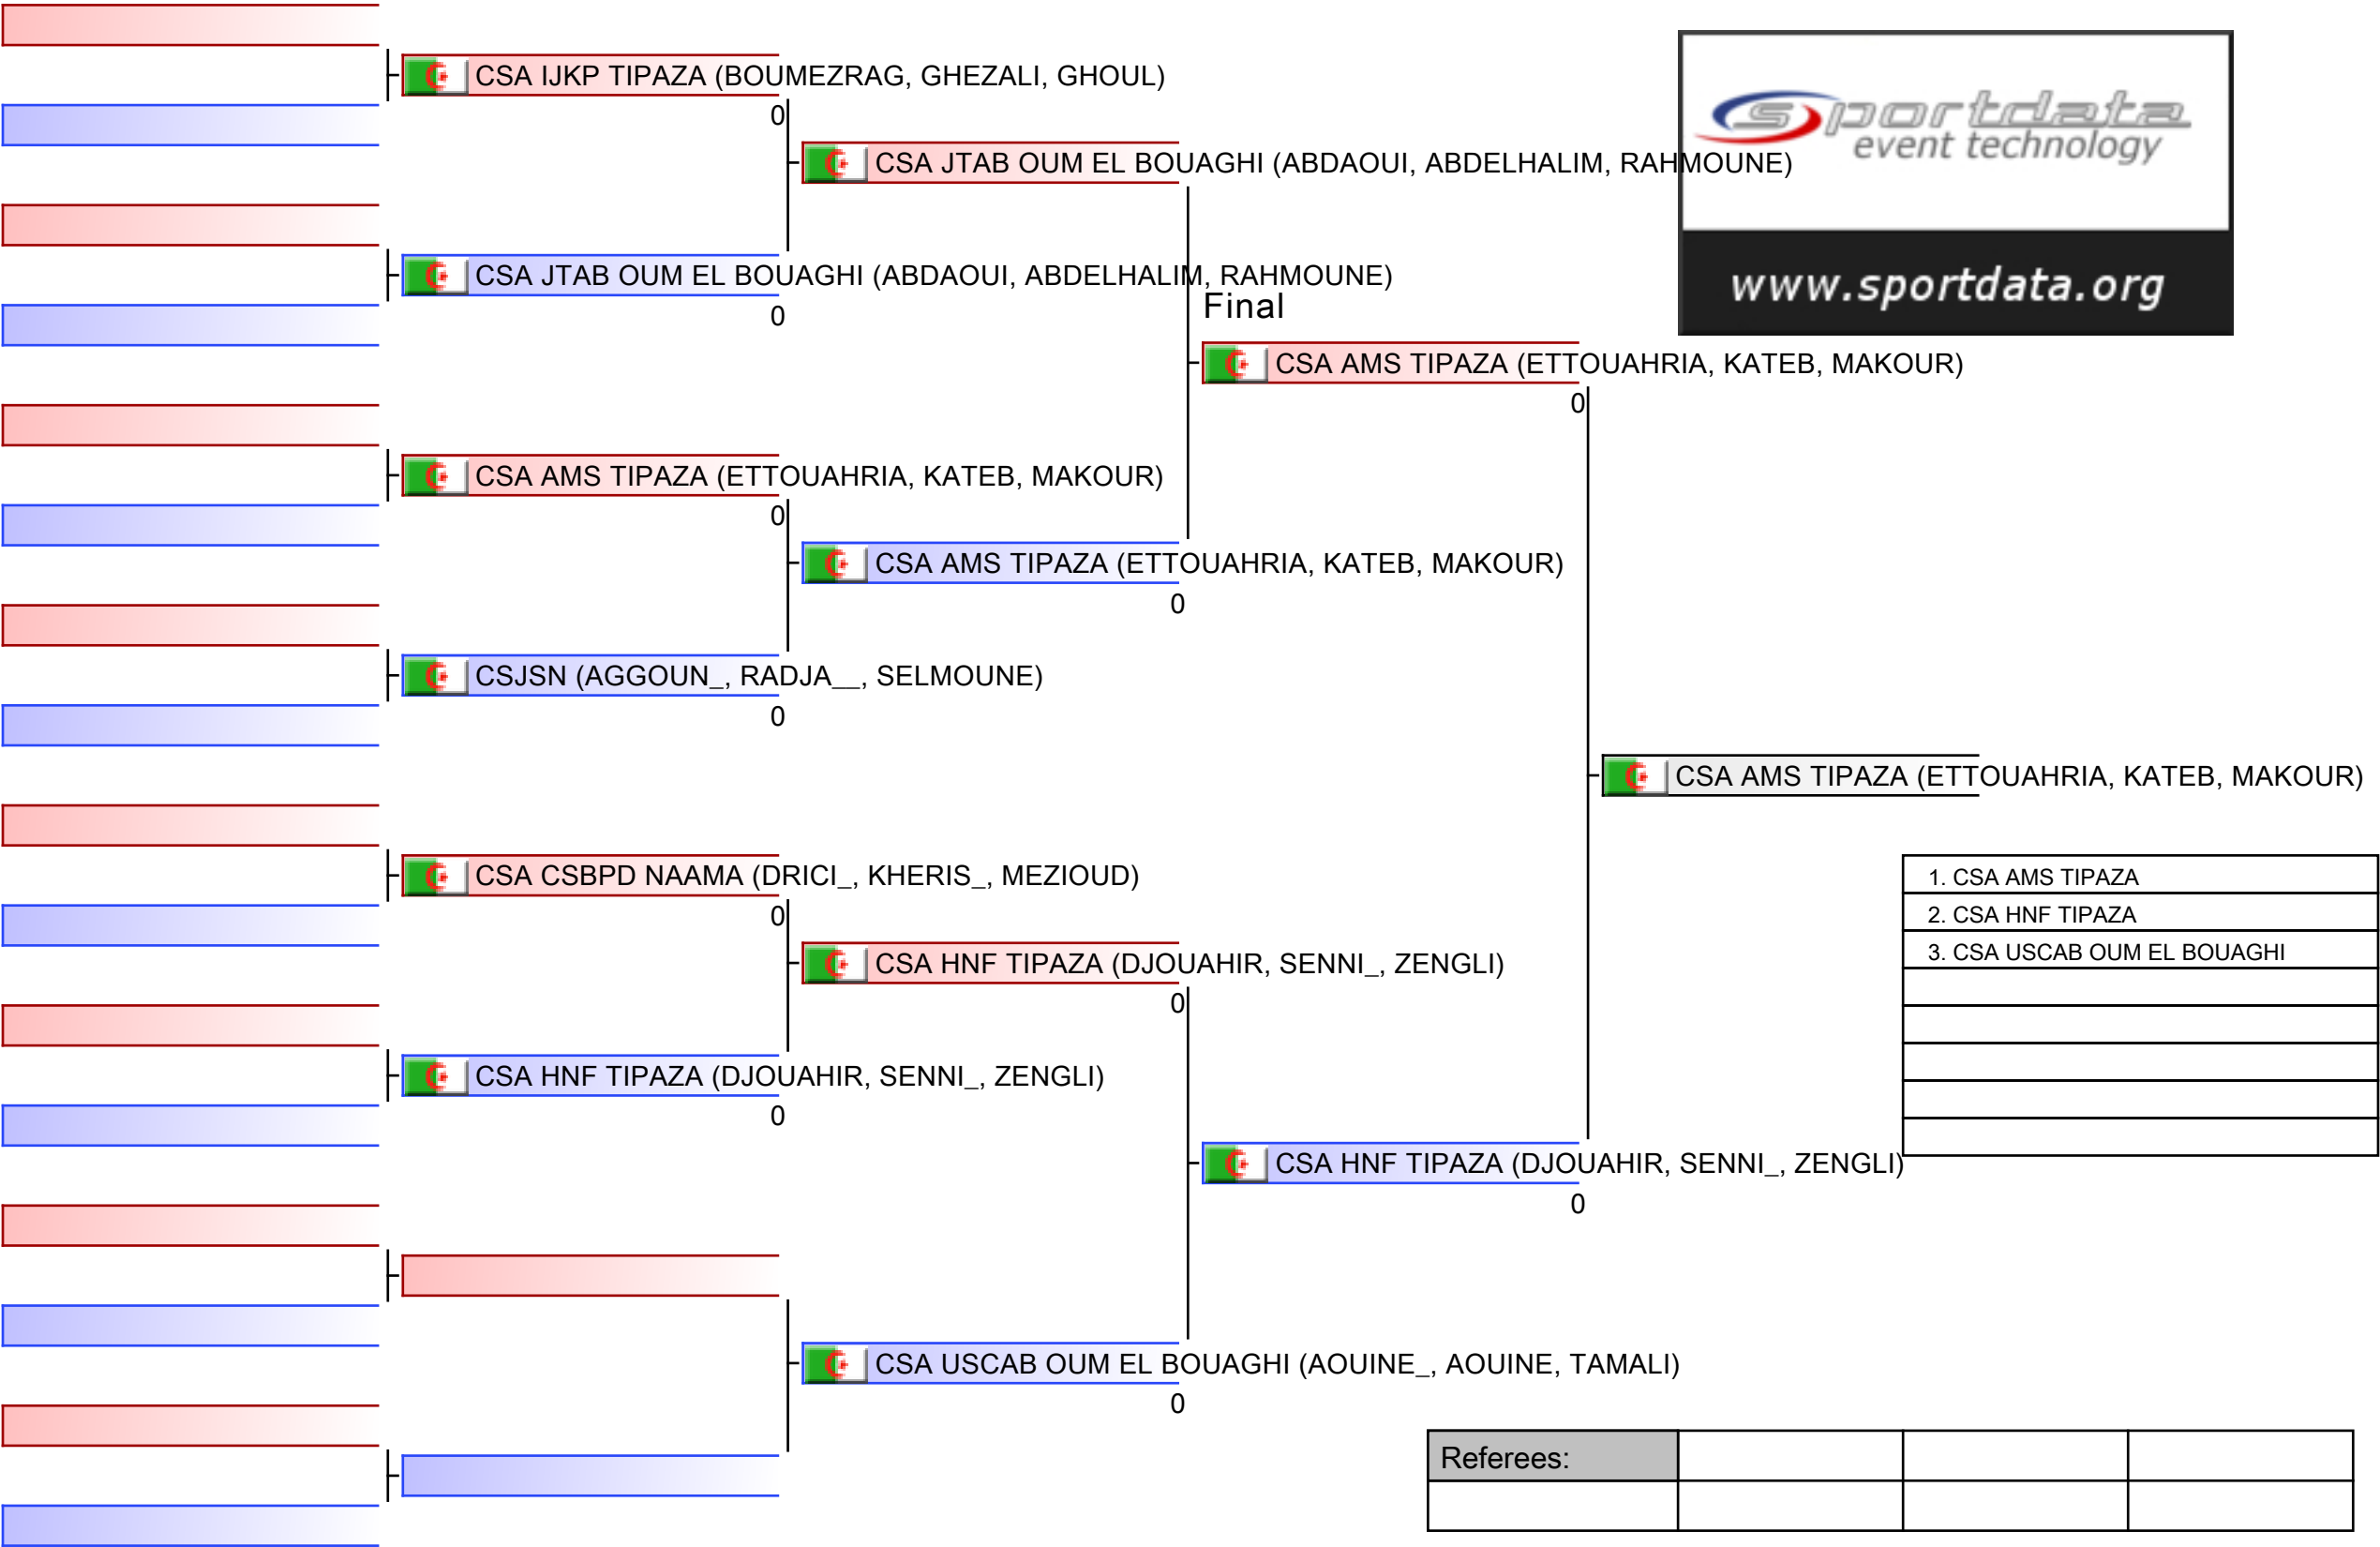 CSA IJKP TIPAZA (BOUMEZRAG, GHEZALI, GHOUL)
0
sportdata
event technology
www.sportdata.org
CSA JTAB OUM EL BOUAGHI (ABDAOUI, ABDELHALIM, RAHMOUNE)
CSA JTAB OUM EL BOUAGHI (ABDAOUI, ABDELHALIM, RAHMOUNE)
0
Final
CSA AMS TIPAZA (ETTOUAHRIA, KATEB, MAKOUR)
0
CSA AMS TIPAZA (ETTOUAHRIA, KATEB, MAKOUR)
0
CSA AMS TIPAZA (ETTOUAHRIA, KATEB, MAKOUR)
0
CSJSN (AGGOUN_, RADJA__, SELMOUNE)
0
CSA AMS TIPAZA (ETTOUAHRIA, KATEB, MAKOUR)
CSA CSBPD NAAMA (DRICI_, KHERIS_, MEZIOUD)
0
1. CSA AMS TIPAZA
2. CSA HNF TIPAZA
3. CSA USCAB OUM EL BOUAGHI
CSA HNF TIPAZA (DJOUAHIR, SENNI_, ZENGLI)
0
CSA HNF TIPAZA (DJOUAHIR, SENNI_, ZENGLI)
0
CSA HNF TIPAZA (DJOUAHIR, SENNI_, ZENGLI)
0
CSA USCAB OUM EL BOUAGHI (AOUINE_, AOUINE, TAMALI)
0
Referees: